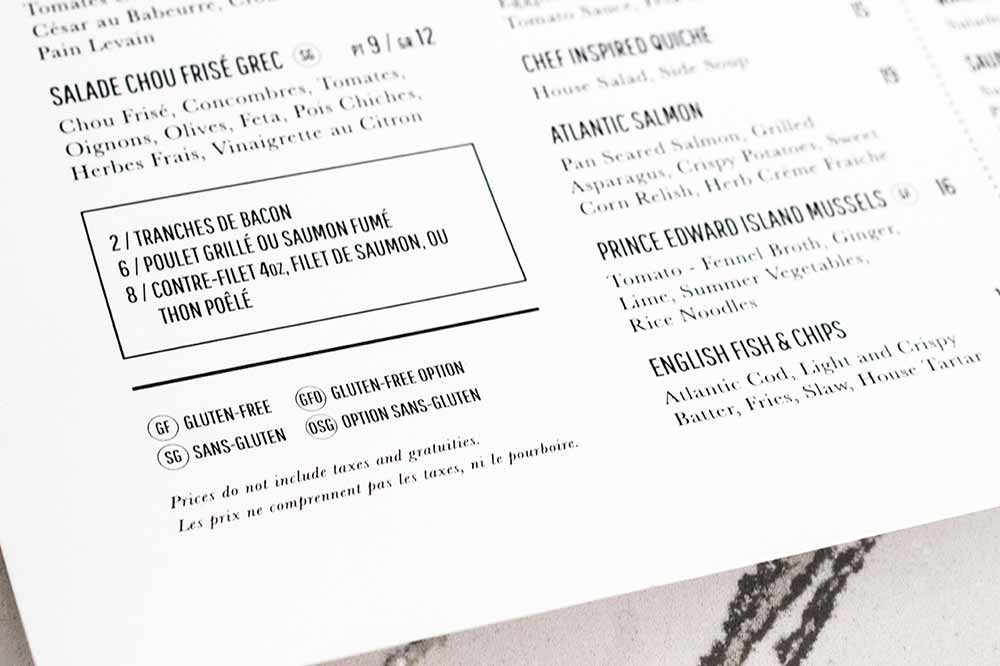 Tomates
César au Babeurre,
Pain Levain
SALADE CHOU FRISÉ GREC SG PT 9 / GR 12
Chou Frisé, Concombres, Tomates,
Oignons, Olives, Feta, Pois Chiches,
Herbes Frais, Vinaigrette au Citron
2 / TRANCHES DE BACON
6 / POULET GRILLÉ OU SAUMON FUMÉ
8 / CONTRE-FILET 4OZ, FILET DE SAUMON, OU
THON POÊLÉ
GF GLUTEN-FREE GFO GLUTEN-FREE OPTION
SG SANS-GLUTEN OSG OPTION SANS-GLUTEN
Prices do not include taxes and gratuities.
Les prix ne comprennent pas les taxes, ni le pourboire.
Tomato Sauce,
CHEF INSPIRED QUICHE 15
House Salad, Side Soup
ATLANTIC SALMON 19
Pan Seared Salmon, Grilled
Asparagus, Crispy Potatoes, Sweet
Corn Relish, Herb Crème Fraiche
PRINCE EDWARD ISLAND MUSSELS GF 16
Tomato - Fennel Broth, Ginger,
Lime, Summer Vegetables,
Rice Noodles
ENGLISH FISH & CHIPS
Atlantic Cod, Light and Crispy
Batter, Fries, Slaw, House Tartar